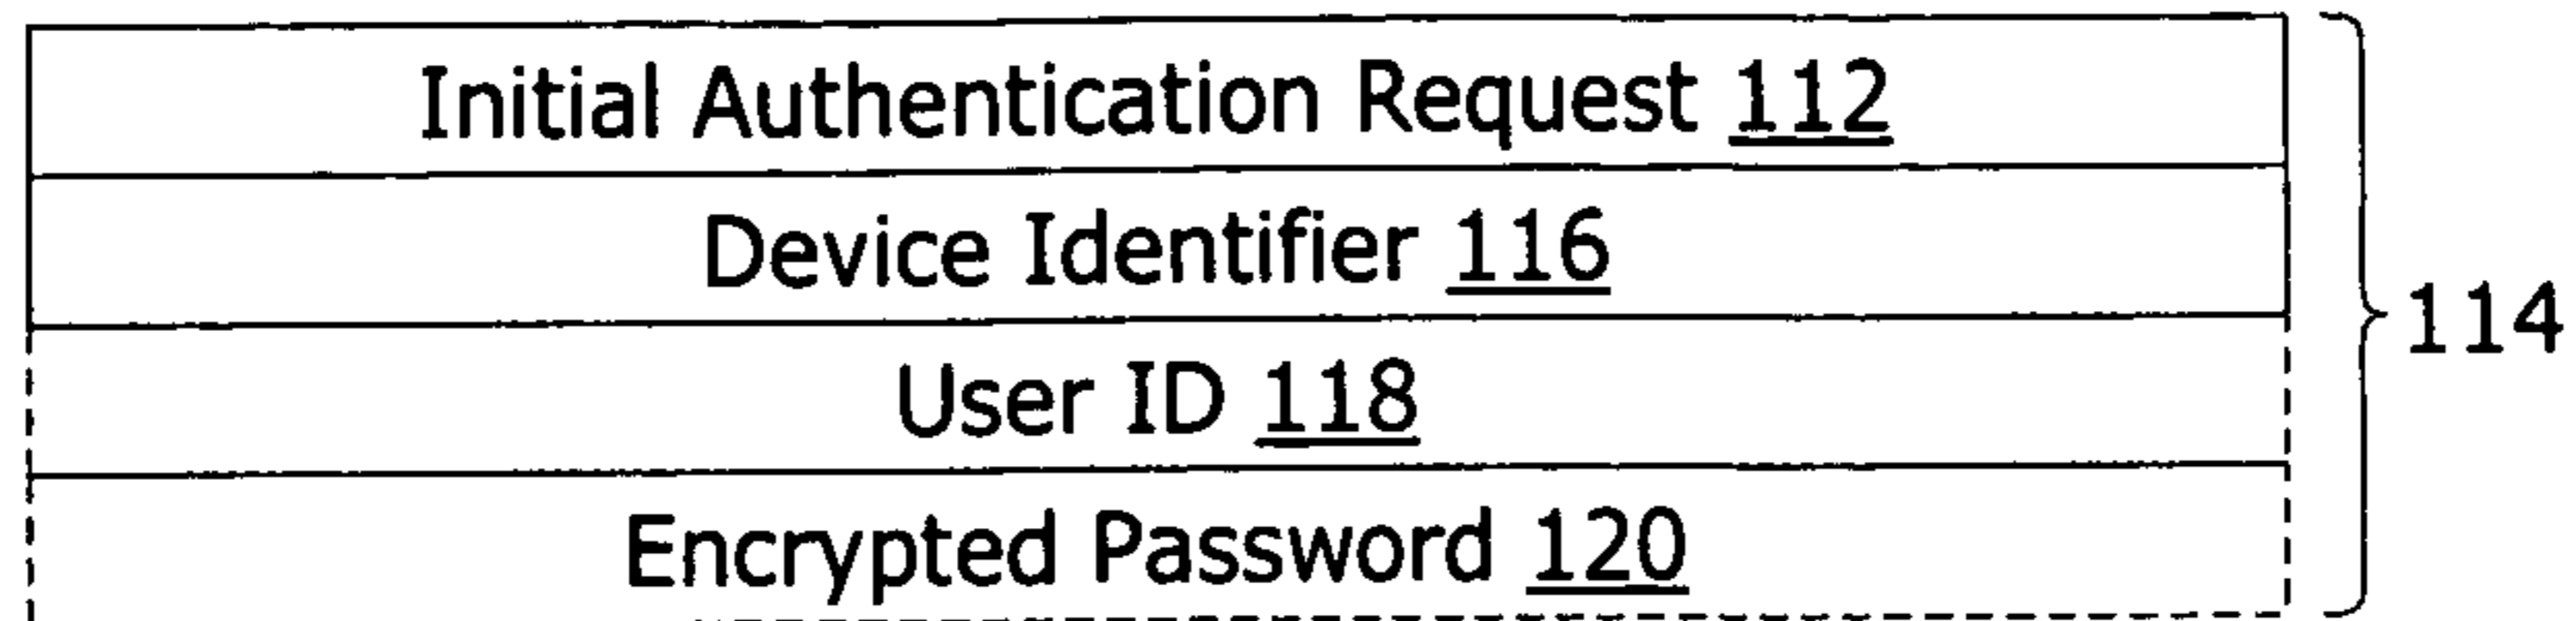 Initial Authentication Request 112
Device Identifier 116
114
User ID 118
Encrypted Password 120